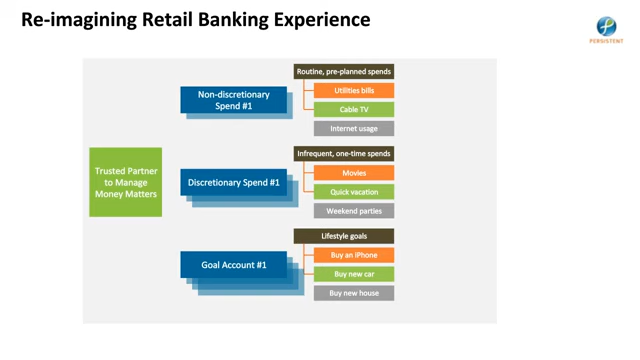 Re-imagining Retail Banking Experience
PERSISTENT
Trusted Partner
to Manage
Money Matters
Non-discretionary
Spend #1
Routine, pre-planned spends
Utilities bills
Cable TV
Internet usage
Discretionary Spend #1
Infrequent, one-time spends
Movies
Quick vacation
Weekend parties
Goal Account #1
Lifestyle goals
Buy an iPhone
Buy new car
Buy new house